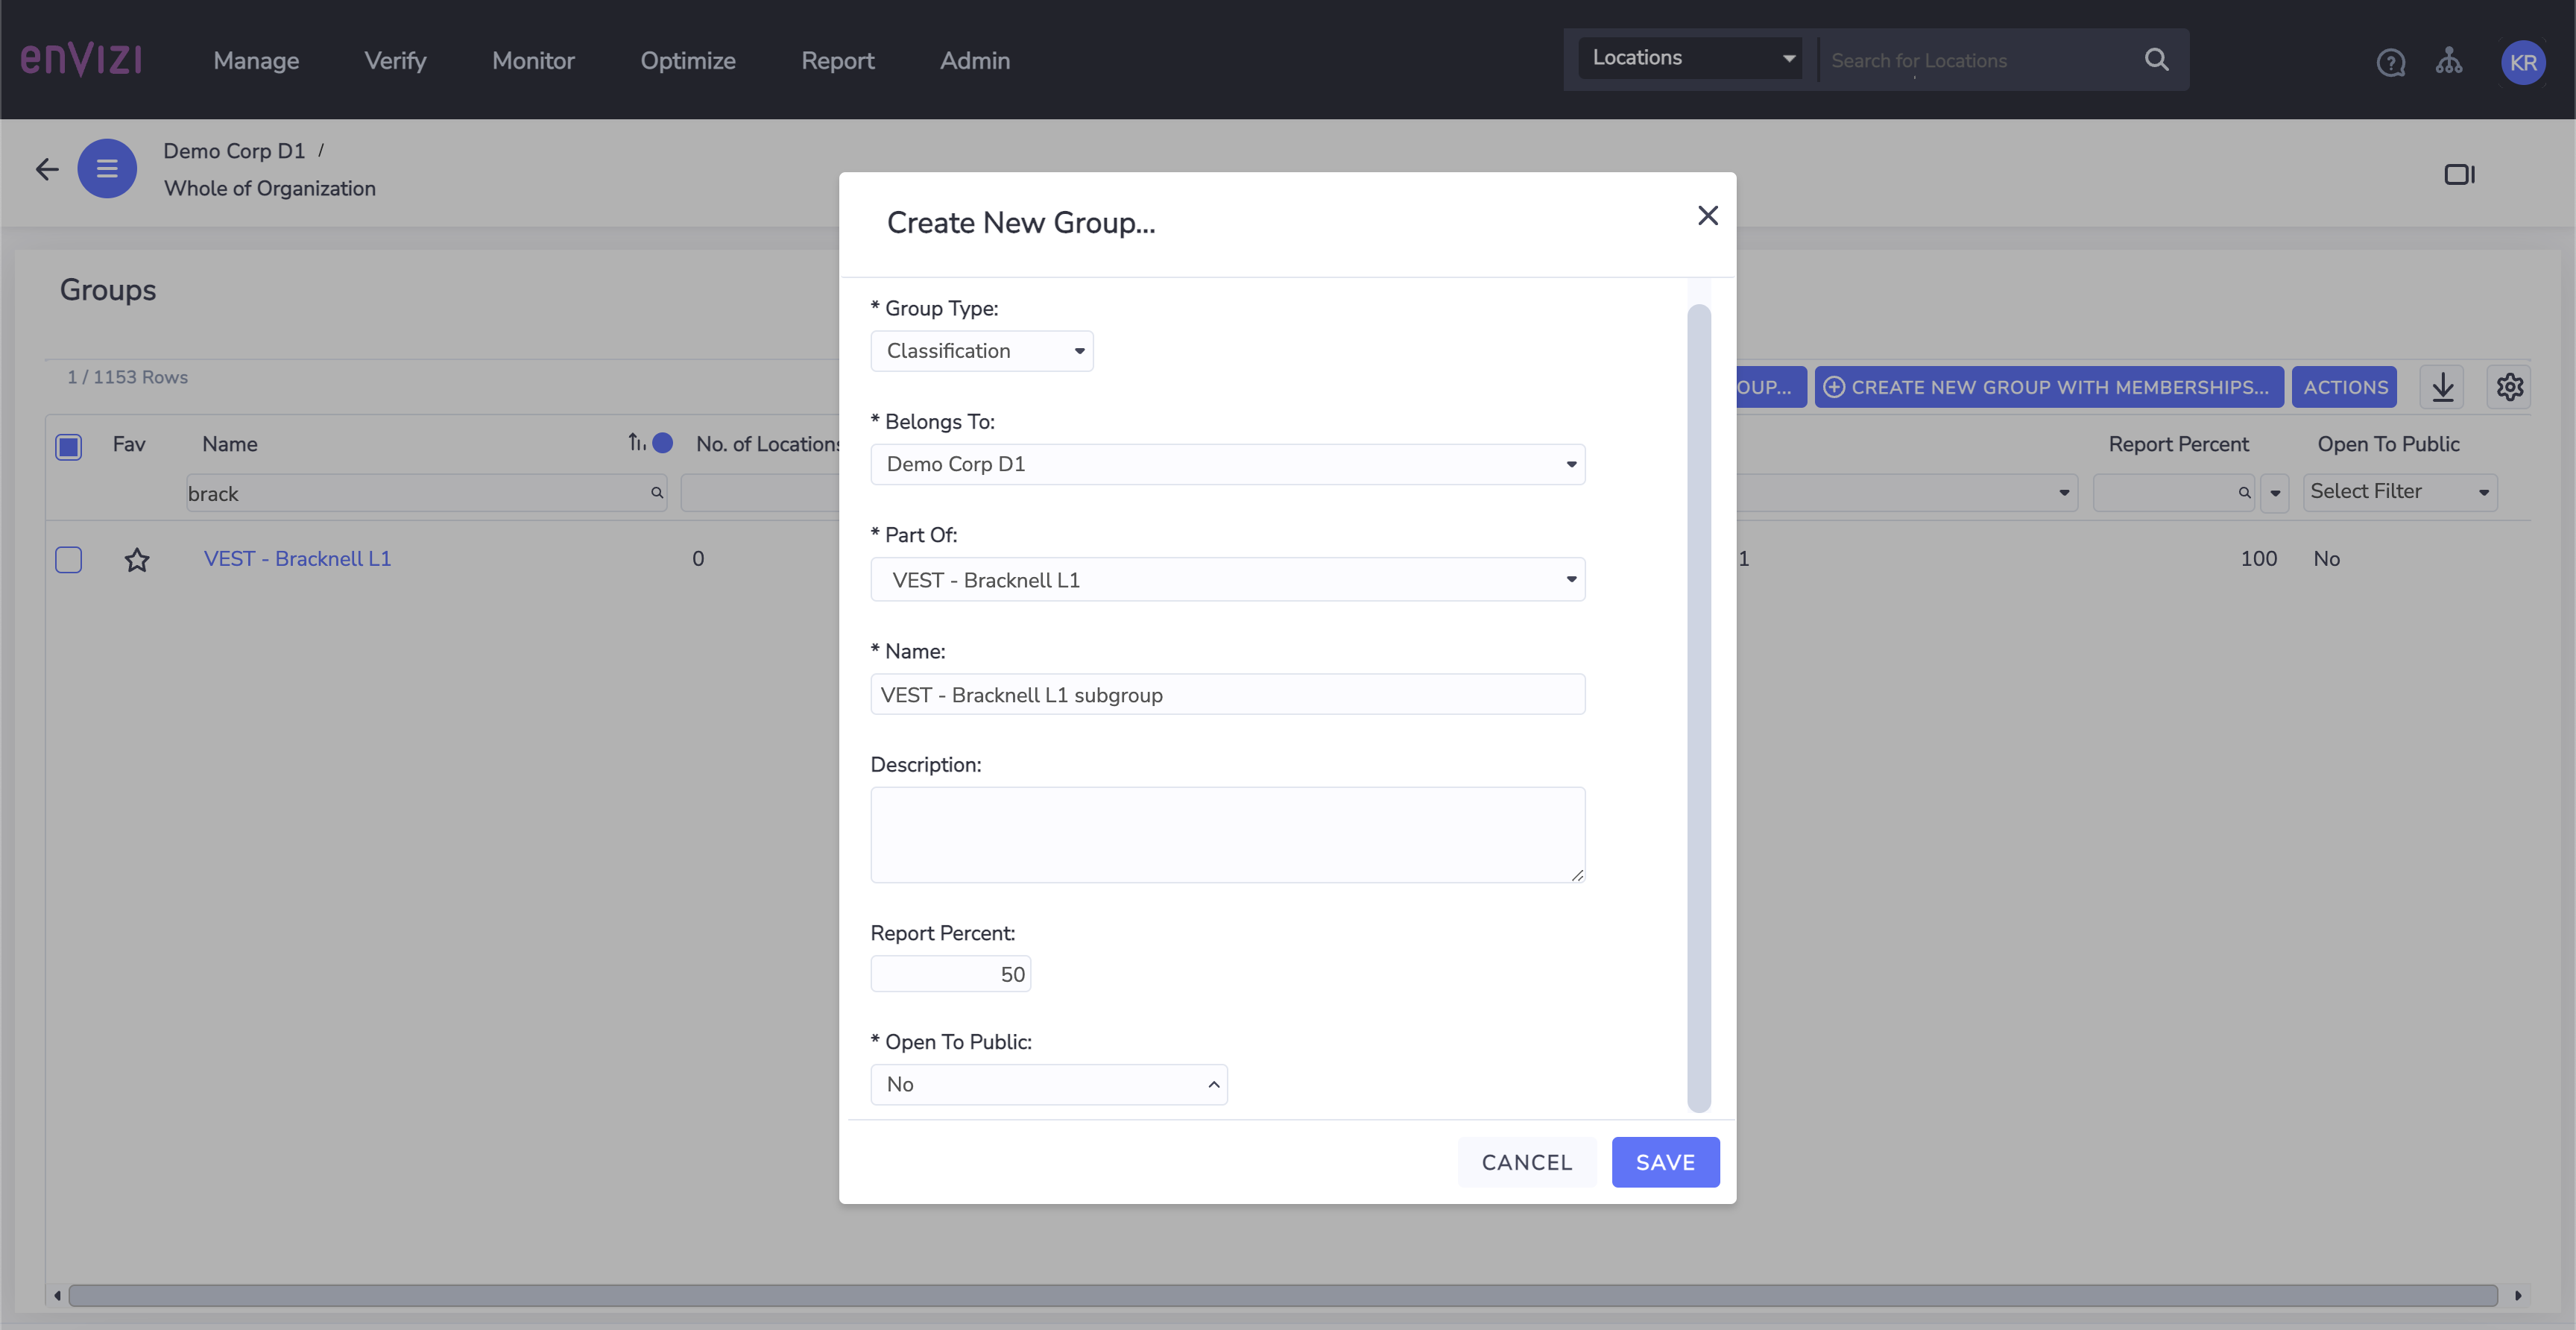 enVIZI
Manage
Verify
Monitor
Optimize
Report
Admin
Locations
Search for Locations
KR
Demo Corp D1 /
Whole of Organization
Groups
1 / 1153 Rows
OUP...
CREATE NEW GROUP WITH MEMBERSHIPS...
ACTIONS
Fav
Name
No. of Locations
Report Percent
Open To Public
brack
Select Filter
VEST - Bracknell L1
0
1
100
No
Create New Group...
* Group Type:
Classification
* Belongs To:
Demo Corp D1
* Part Of:
VEST - Bracknell L1
* Name:
VEST - Bracknell L1 subgroup
Description:
Report Percent:
50
* Open To Public:
No
CANCEL
SAVE